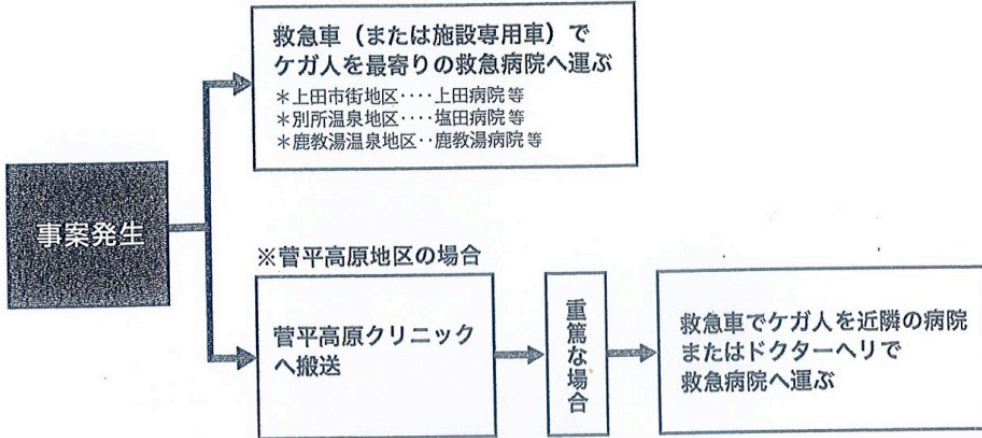 事案発生
救急車（または施設専用車）で
ケガ人を最寄りの救急病院へ運ぶ
＊上田市街地区‥‥上田病院等
＊別所温泉地区‥‥塩田病院等
＊鹿教湯温泉地区‥鹿教湯病院等
※菅平高原地区の場合
菅平高原クリニック
へ搬送
重篤な場合
救急車でケガ人を近隣の病院
またはドクターヘリで
救急病院へ運ぶ